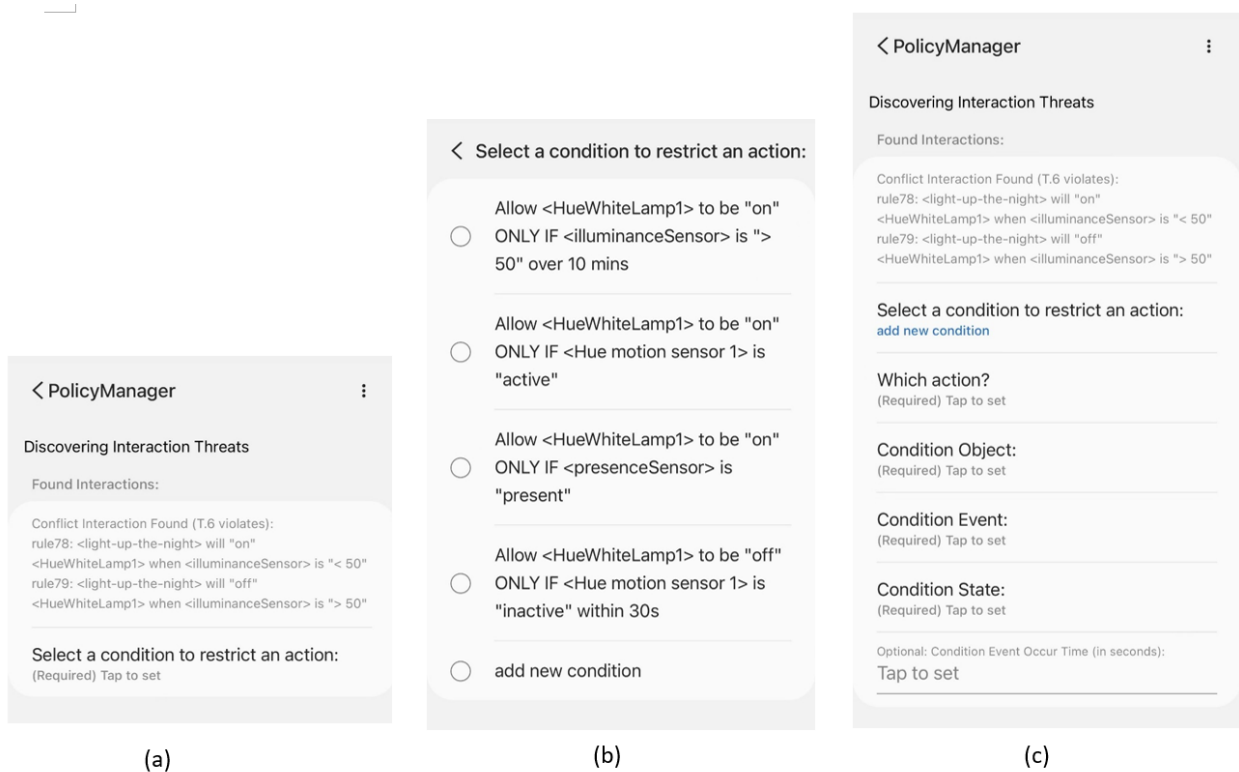 PolicyManager
Discovering Interaction Threats
Found Interactions:
Conflict Interaction Found (T.6 violates):
rule78: <light-up-the-night> will "on"
<HueWhiteLamp1> when <illuminanceSensor> is "< 50"
rule79: <light-up-the-night> will "off"
<HueWhiteLamp1> when <illuminanceSensor> is "> 50"
Select a condition to restrict an action:
(Required) Tap to set
(a)
Select a condition to restrict an action:
Allow <HueWhiteLamp1> to be "on"
ONLY IF <illuminanceSensor> is ">
50" over 10 mins
Allow <HueWhiteLamp1> to be "on"
ONLY IF <Hue motion sensor 1> is
"active"
Allow <HueWhiteLamp1> to be "on"
ONLY IF <presenceSensor> is
"present"
Allow <HueWhiteLamp1> to be "off"
ONLY IF <Hue motion sensor 1> is
"inactive" within 30s
add new condition
(b)
PolicyManager
Discovering Interaction Threats
Found Interactions:
Conflict Interaction Found (T.6 violates):
rule78: <light-up-the-night> will "on"
<HueWhiteLamp1> when <illuminanceSensor> is "< 50"
rule79: <light-up-the-night> will "off"
<HueWhiteLamp1> when <illuminanceSensor> is "> 50"
Select a condition to restrict an action:
add new condition
Which action?
(Required) Tap to set
Condition Object:
(Required) Tap to set
Condition Event:
(Required) Tap to set
Condition State:
(Required) Tap to set
Optional: Condition Event Occur Time (in seconds):
Tap to set
(c)